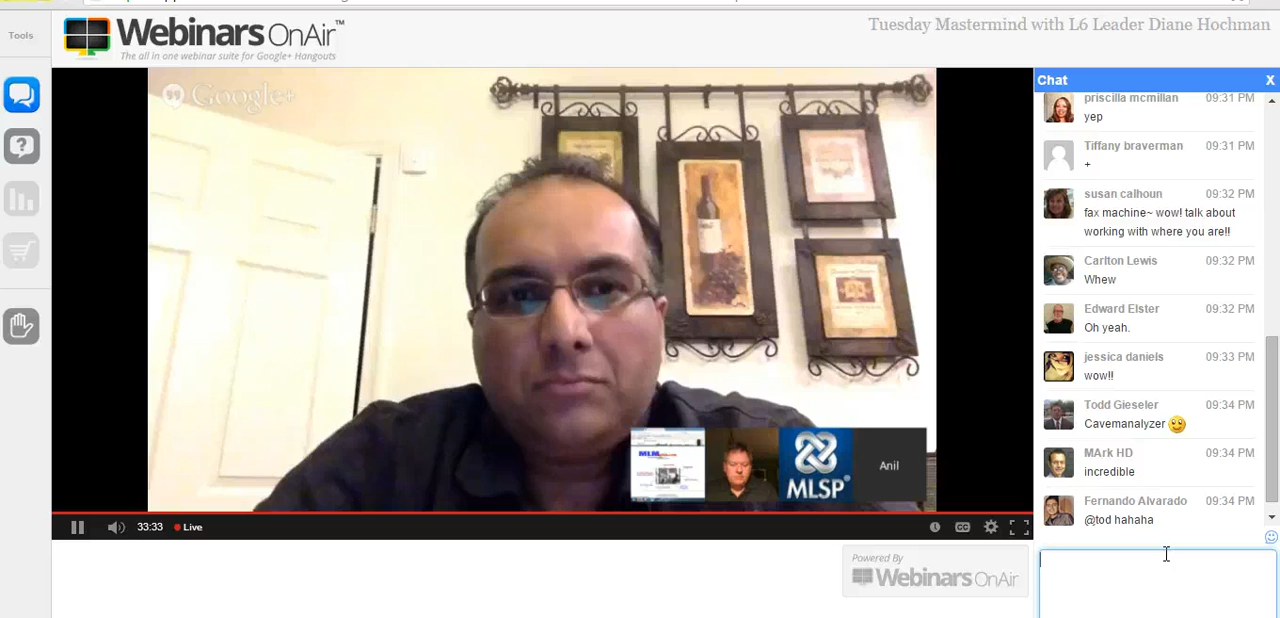 Tools
Webinars OnAir™
The all in one webinar suite for Google+ Hangouts
Tuesday Mastermind with L6 Leader Diane Hochman
Google+
MLSP®
Anil
33:33
Live
CC
Powered By
Webinars OnAir
Chat
X
priscilla mcmillan 09:31 PM
yep
Tiffany braverman 09:31 PM
+
susan calhoun 09:32 PM
fax machine~ wow! talk about
working with where you are!!
Carlton Lewis 09:32 PM
Whew
Edward Elster 09:32 PM
Oh yeah.
jessica daniels 09:33 PM
wow!!
Todd Gieseler 09:34 PM
Cavemanalyzer
MArk HD 09:34 PM
incredible
Fernando Alvarado 09:34 PM
@tod hahaha